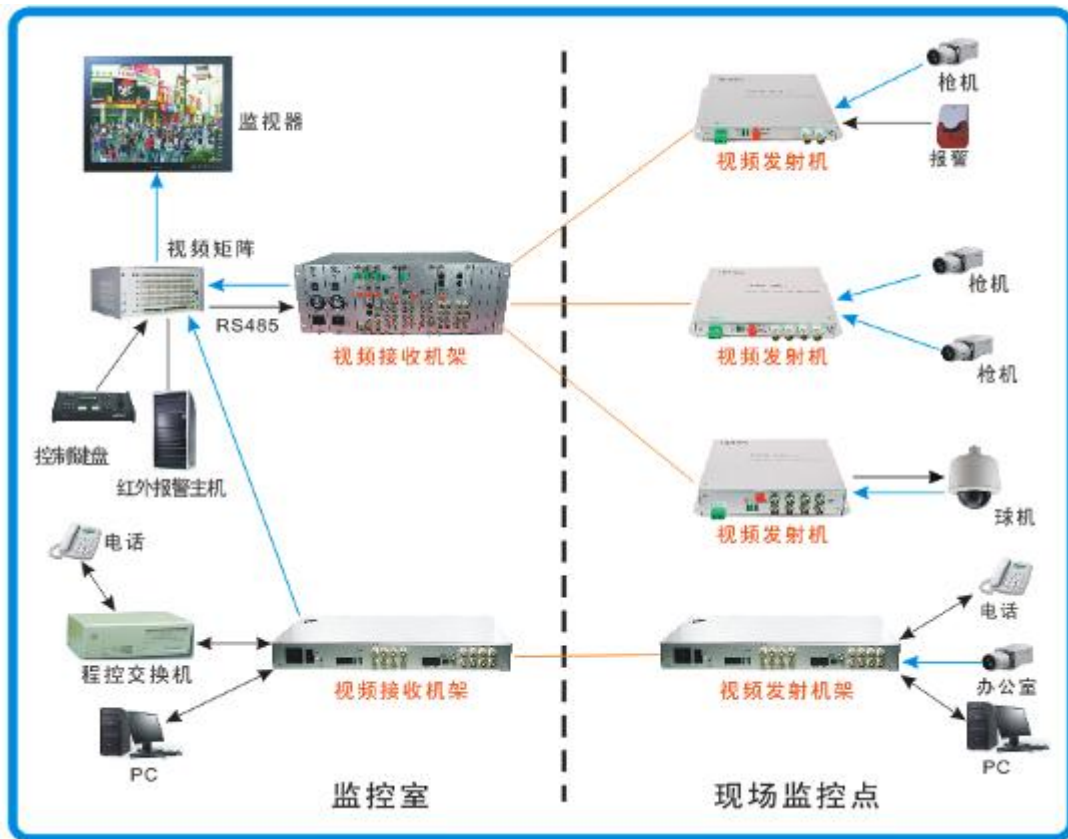 监视器
枪机
报警
视频发射机
视频矩阵
RS485
视频接收机架
枪机
视频发射机
枪机
控制键盘
红外报警主机
视频发射机
球机
电话
电话
程控交换机
视频接收机架
视频发射机架
办公室
PC
PC
监控室
现场监控点